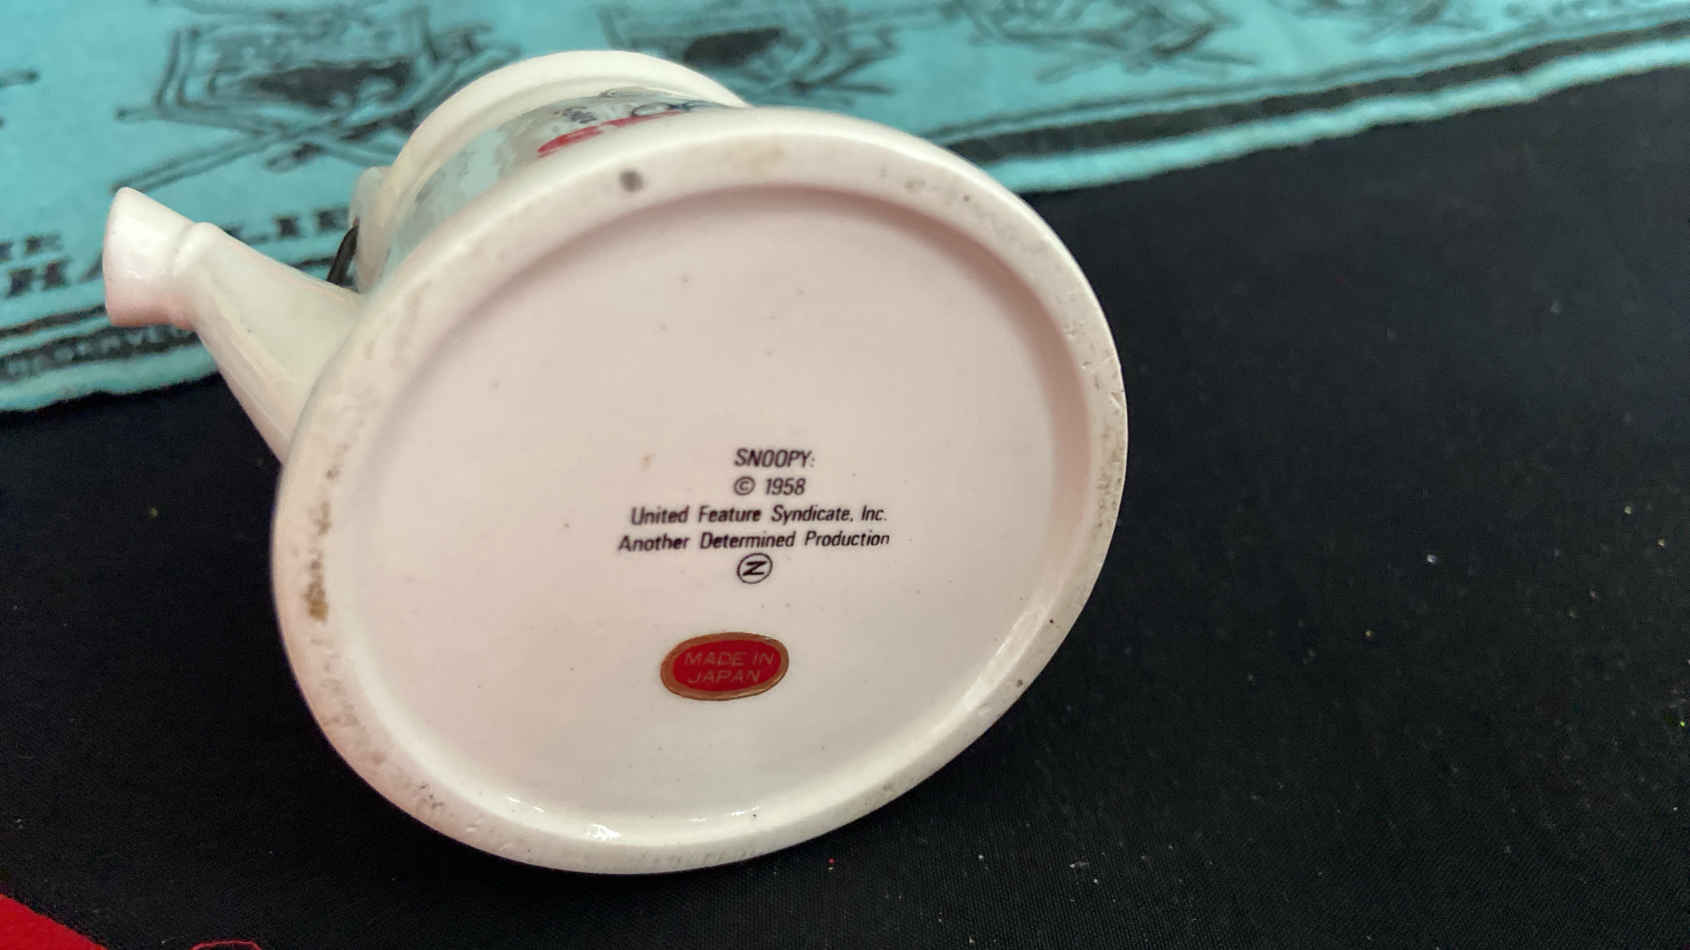 SNOOPY:
© 1958
United Feature Syndicate, Inc.
Another Determined Production
Ⓩ
MADE IN
JAPAN